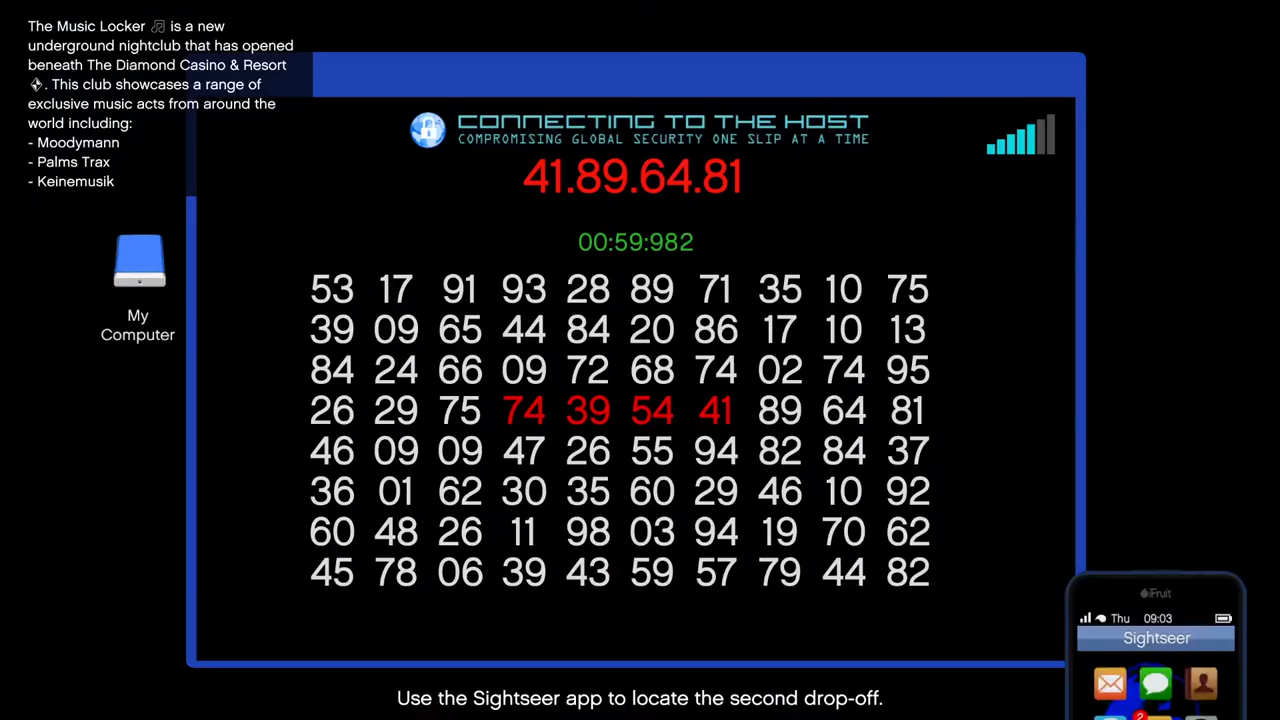 The Music Locker is a new
underground nightclub that has opened
beneath The Diamond Casino & Resort
. This club showcases a range of
exclusive music acts from around the
world including:
- Moodymann
- Palms Trax
- Keinemusik
CONNECTING TO THE HOST
COMPROMISING GLOBAL SECURITY ONE SLIP AT A TIME
41.89.64.81
00:59:982
53 17 91 93 28 89 71 35 10 75
39 09 65 44 84 20 86 17 10 13
84 24 66 09 72 68 74 02 74 95
26 29 75 74 39 54 41 89 64 81
46 09 09 47 26 55 94 82 84 37
36 01 62 30 35 60 29 46 10 92
60 48 26 11 98 03 94 19 70 62
45 78 06 39 43 59 57 79 44 82
My
Computer
iFruit
Thu 09:03
Sightseer
2
Use the Sightseer app to locate the second drop-off.